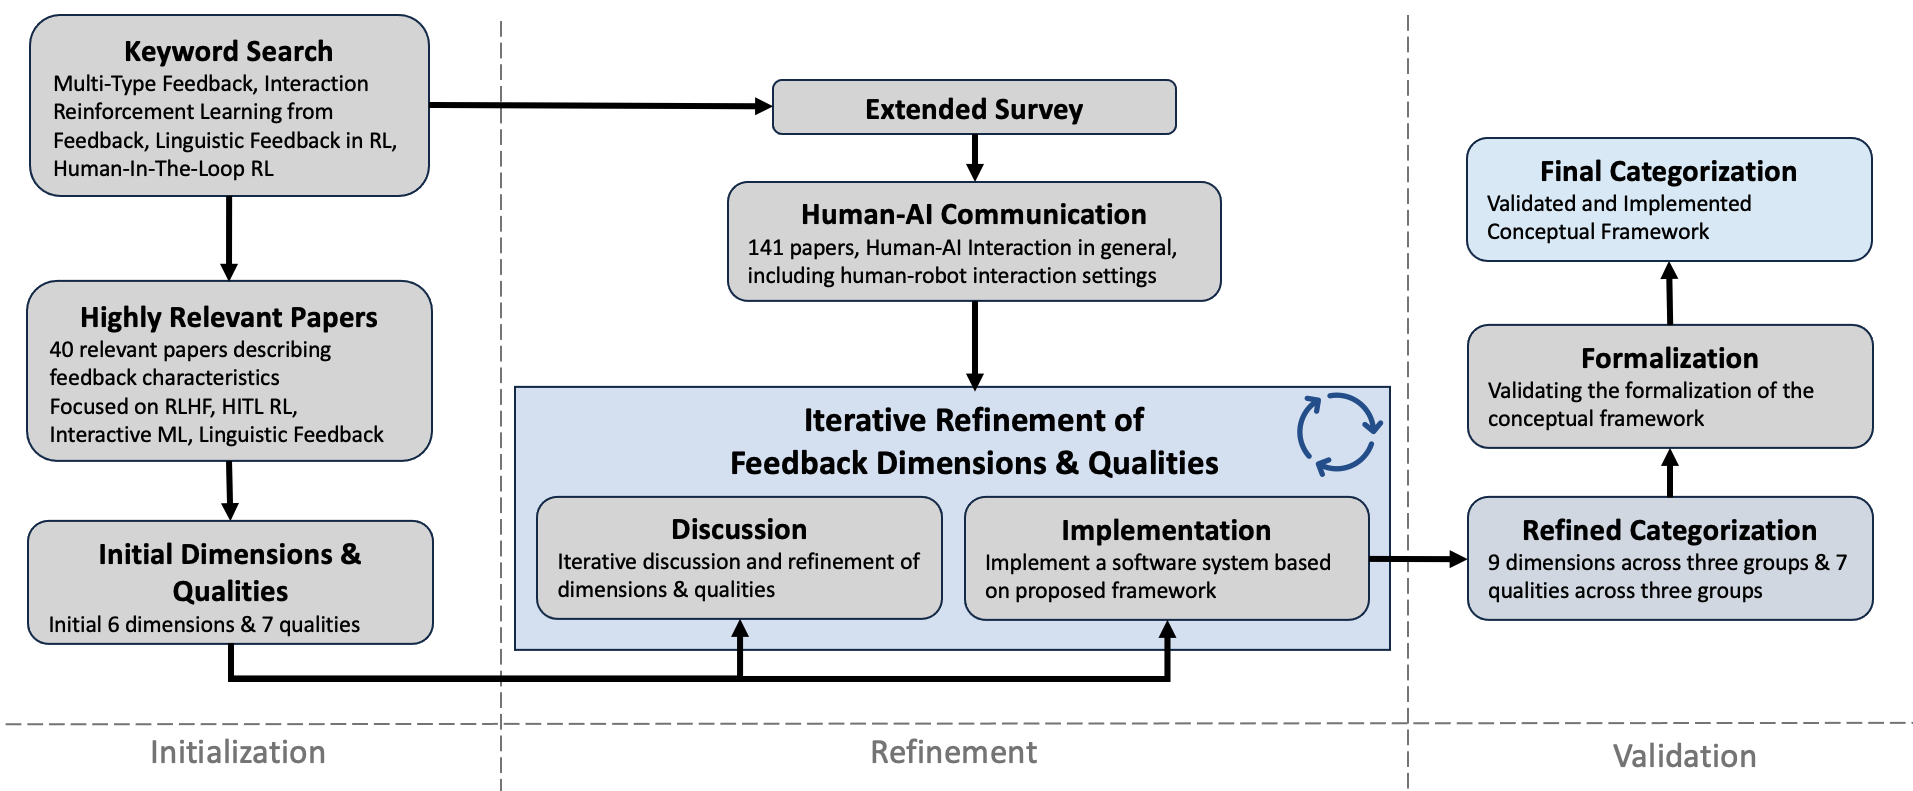 Keyword Search
Multi-Type Feedback, Interaction
Reinforcement Learning from
Feedback, Linguistic Feedback in RL,
Human-In-The-Loop RL
Highly Relevant Papers
40 relevant papers describing
feedback characteristics
Focused on RLHF, HITL RL,
Interactive ML, Linguistic Feedback
Initial Dimensions &
Qualities
Initial 6 dimensions & 7 qualities
Extended Survey
Human-AI Communication
141 papers, Human-AI Interaction in general,
including human-robot interaction settings
Iterative Refinement of
Feedback Dimensions & Qualities
Discussion
Iterative discussion and refinement of
dimensions & qualities
Implementation
Implement a software system based
on proposed framework
Final Categorization
Validated and Implemented
Conceptual Framework
Formalization
Validating the formalization of the
conceptual framework
Refined Categorization
9 dimensions across three groups & 7
qualities across three groups
Initialization
Refinement
Validation